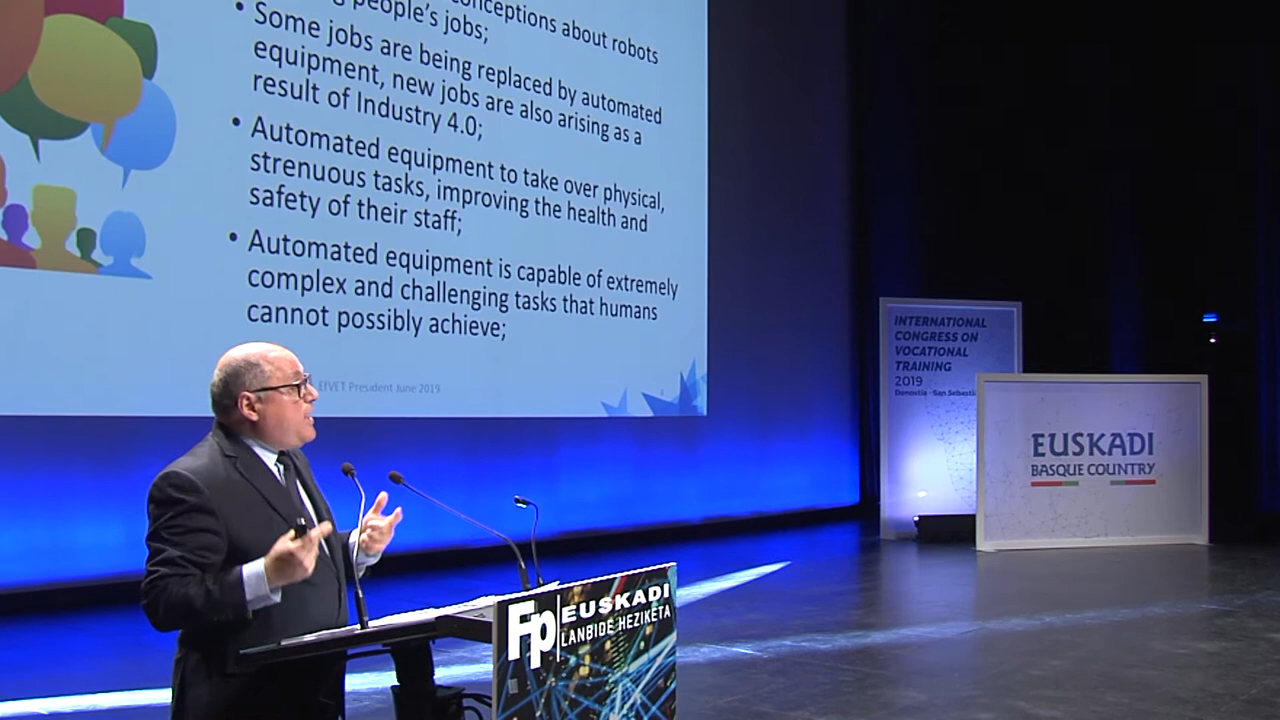 conceptions about robots
people's jobs;
• Some jobs are being replaced by automated
equipment, new jobs are also arising as a
result of Industry 4.0;
• Automated equipment to take over physical,
strenuous tasks, improving the health and
safety of their staff;
• Automated equipment is capable of extremely
complex and challenging tasks that humans
cannot possibly achieve;
EfVET President June 2019
INTERNATIONAL
CONGRESS ON
VOCATIONAL
TRAINING
2019
Donostia - San Sebasti
EUSKADI
BASQUE COUNTRY
Fp EUSKADI
LANBIDE HEZIKETA